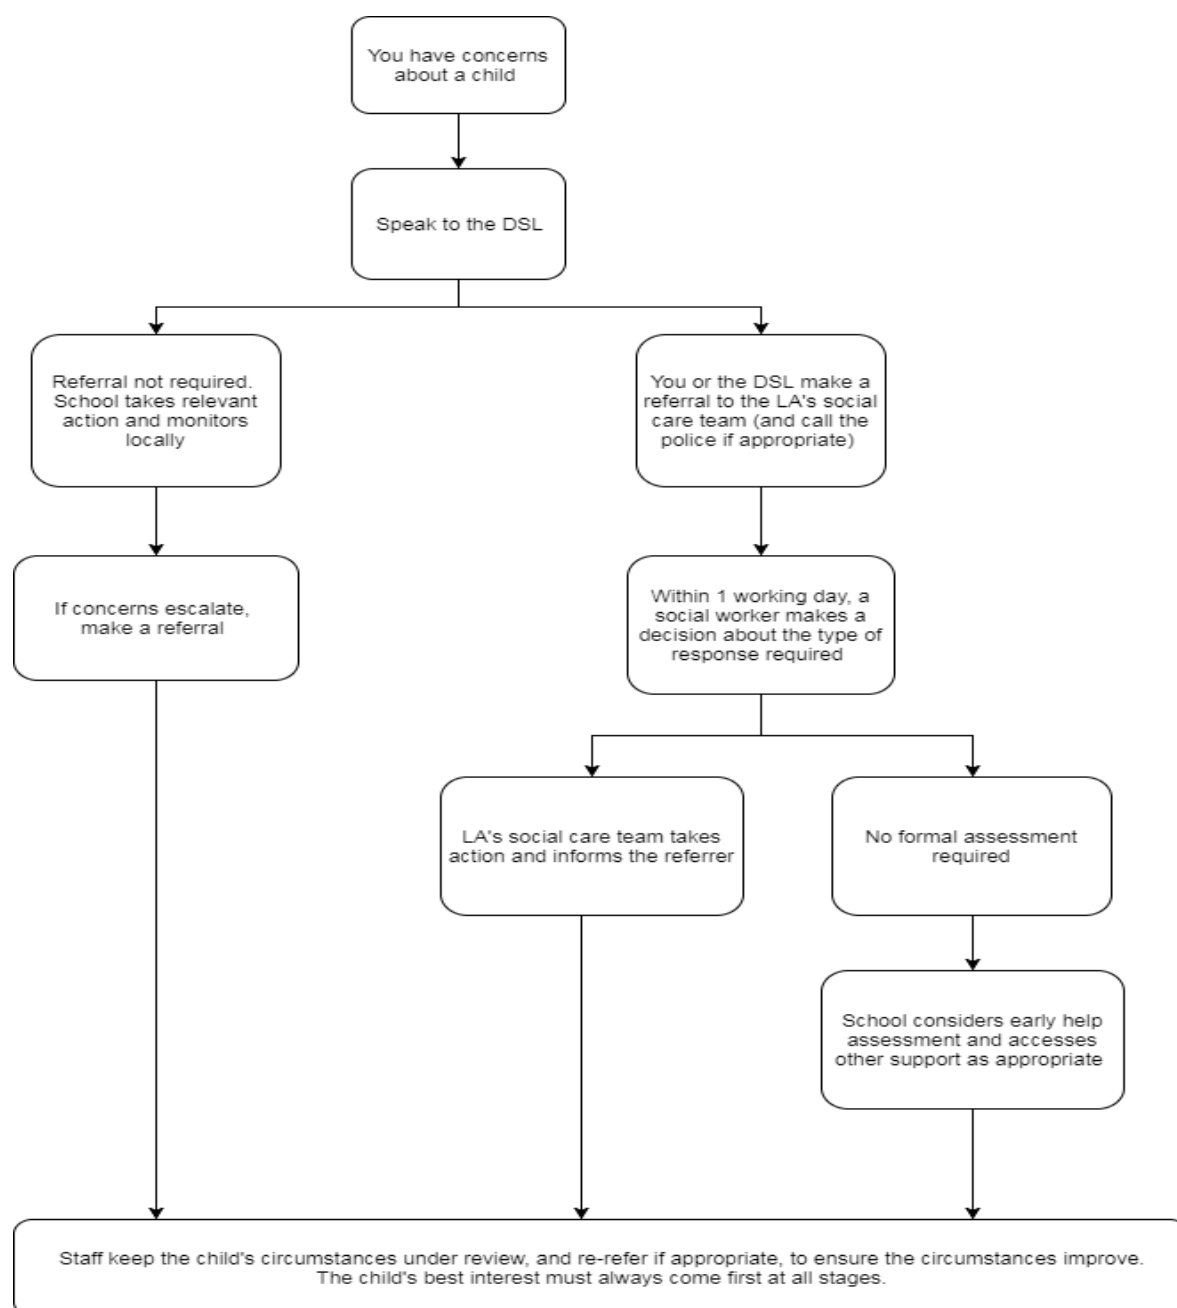 You have concerns
about a child
Speak to the DSL
Referral not required.
School takes relevant
action and monitors
locally
You or the DSL make a
referral to the LA's social
care team (and call the
police if appropriate)
If concerns escalate,
make a referral
Within 1 working day, a
social worker makes a
decision about the type of
response required
LA's social care team takes
action and informs the referrer
No formal assessment
required
School considers early help
assessment and accesses
other support as appropriate
Staff keep the child's circumstances under review, and re-refer if appropriate, to ensure the circumstances improve.
The child's best interest must always come first at all stages.